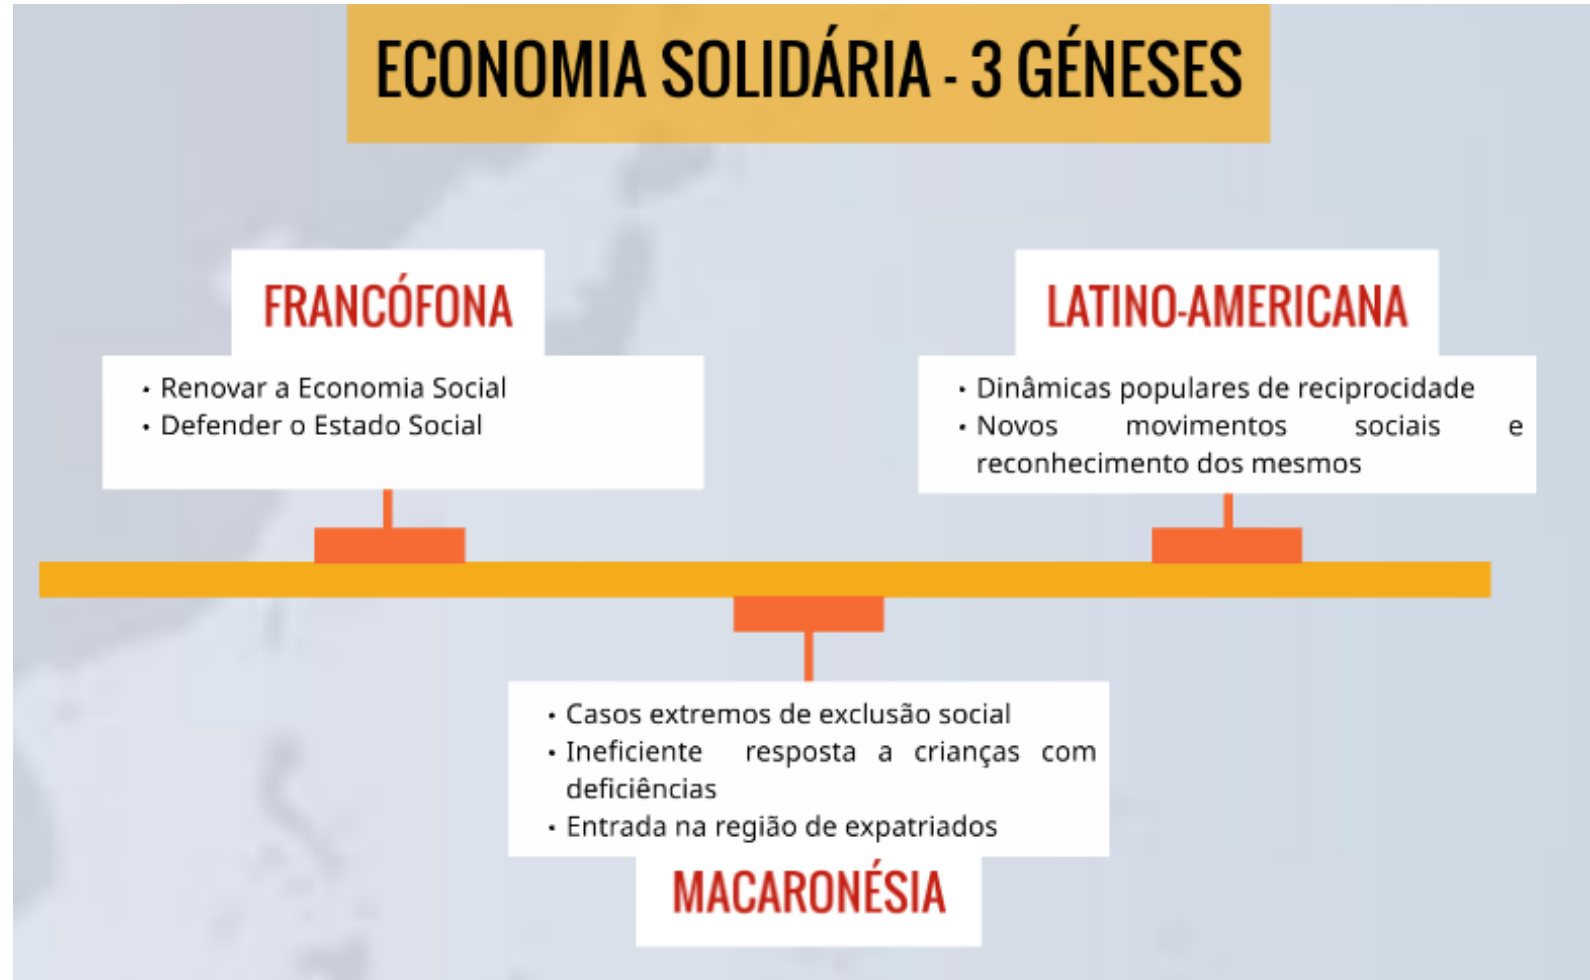 ECONOMIA SOLIDÁRIA - 3 GÉNESES
FRANCÓFONA
• Renovar a Economia Social
• Defender o Estado Social
LATINO-AMERICANA
• Dinâmicas populares de reciprocidade
• Novos movimentos sociais e
reconhecimento dos mesmos
• Casos extremos de exclusão social
• Ineficiente resposta a crianças com
deficiências
• Entrada na região de expatriados
MACARONÉSIA